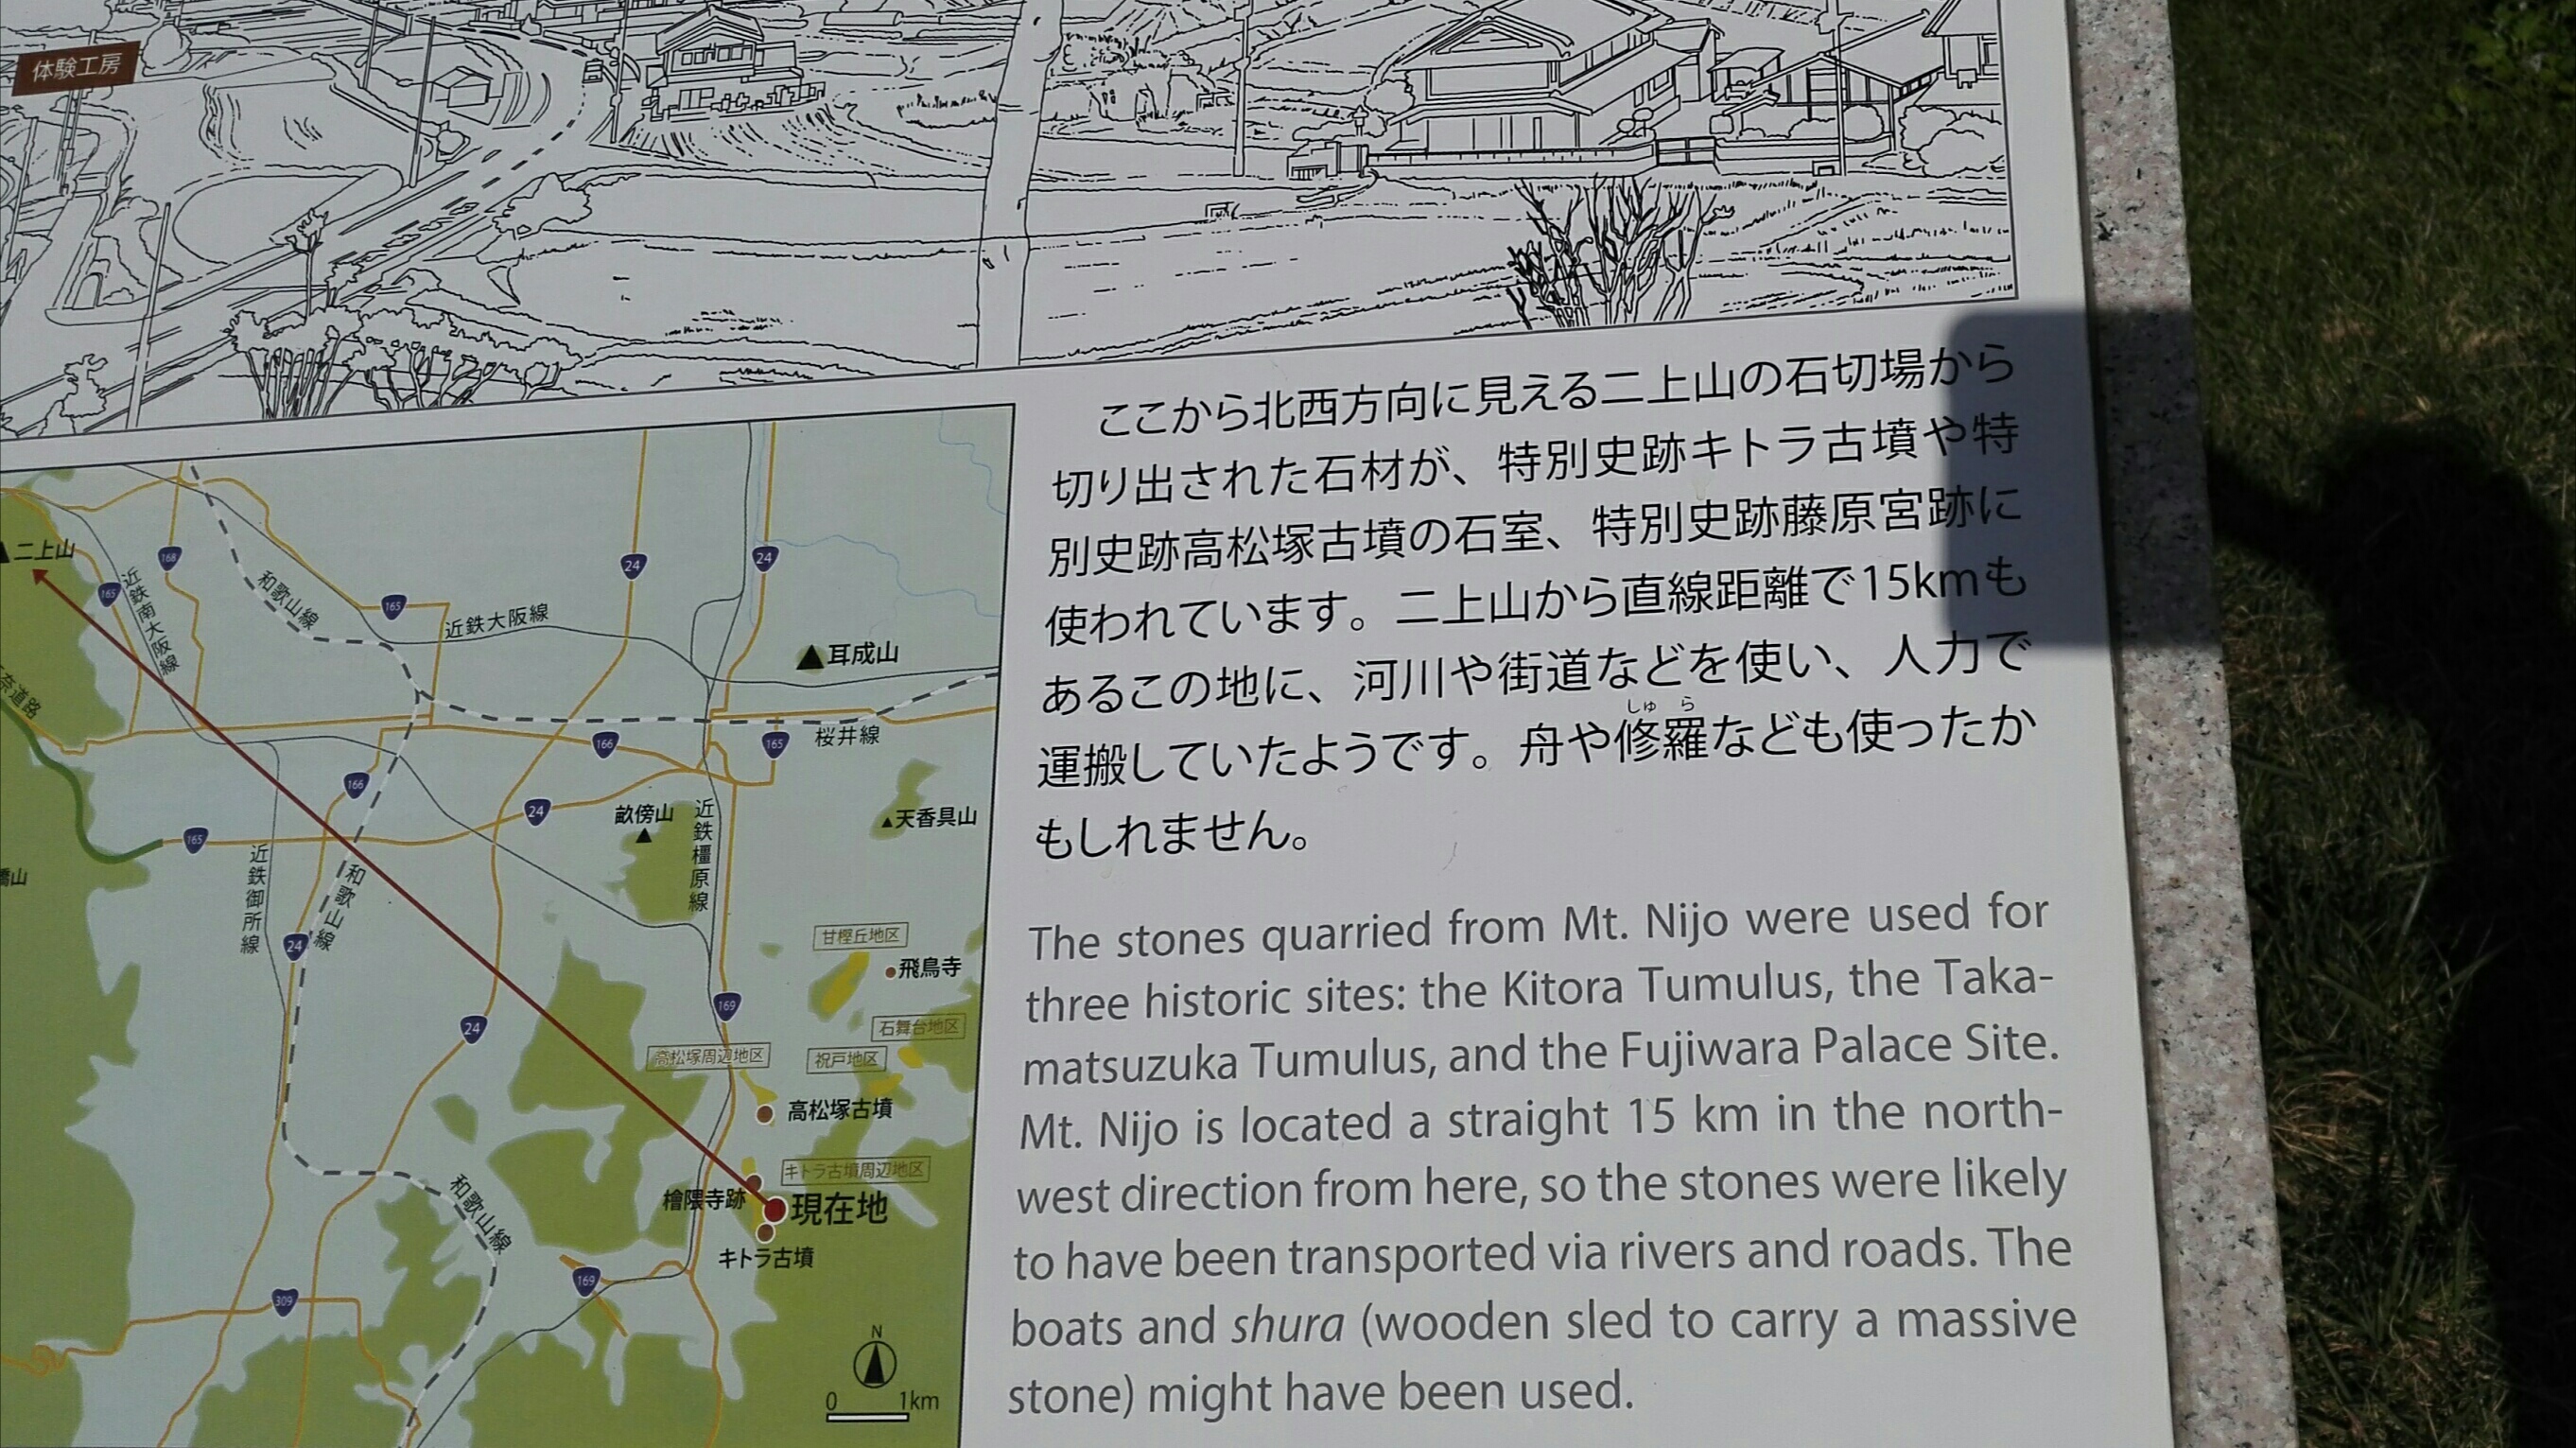 体験工房
ここから北西方向に見える二上山の石切場から
切り出された石材が、特別史跡キトラ古墳や特
別史跡高松塚古墳の石室、特別史跡藤原宮跡に
使われています。二上山から直線距離で15kmも
あるこの地に、河川や街道などを使い、人力で
しゅ ら
運搬していたようです。舟や修羅なども使ったか
もしれません。
The stones quarried from Mt. Nijo were used for
three historic sites: the Kitora Tumulus, the Taka-
matsuzuka Tumulus, and the Fujiwara Palace Site.
Mt. Nijo is located a straight 15 km in the north-
west direction from here, so the stones were likely
to have been transported via rivers and roads. The
boats and shura (wooden sled to carry a massive
stone) might have been used.
二上山
168
24
24
165
近鉄南大阪線
和歌山線
165
近鉄大阪線
耳成山
奈道路
166
165
桜井線
166
24
畝傍山
近鉄橿原線
天香具山
165
近鉄御所線
和歌山線
山
24
甘樫丘地区
飛鳥寺
169
24
石舞台地区
高松塚周辺地区
祝戸地区
高松塚古墳
キトラ古墳周辺地区
檜隈寺跡
現在地
和歌山線
キトラ古墳
169
309
N
0 1km